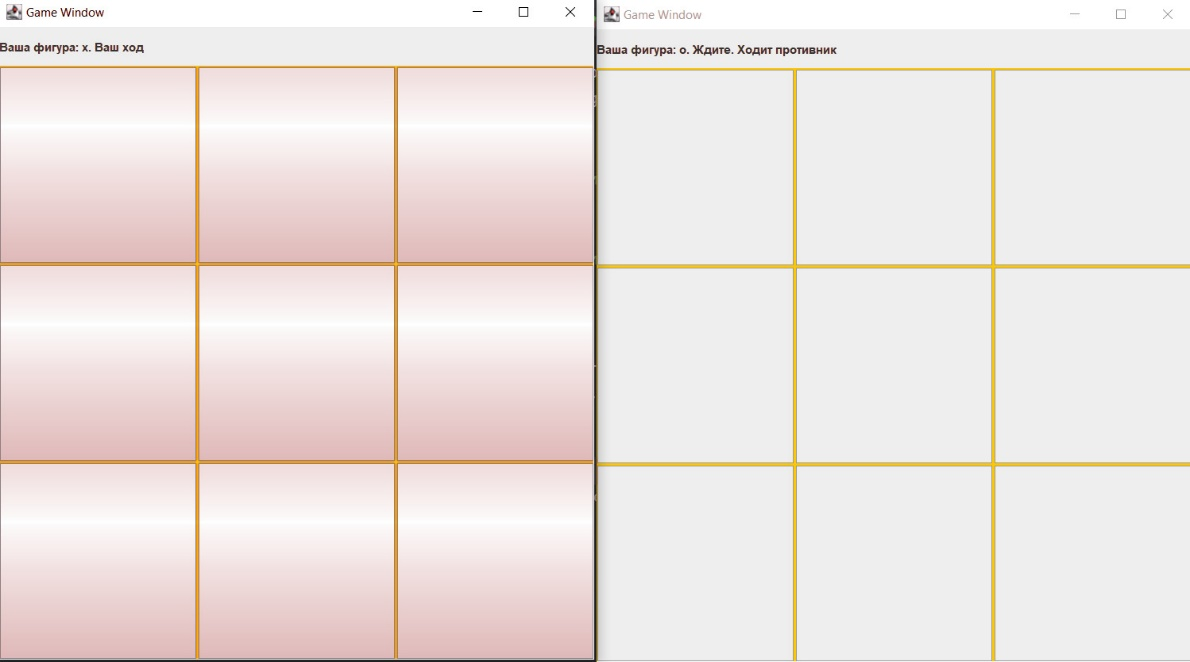 Game Window
Ваша фигура: x. Ваш ход
Game Window
Ваша фигура: o. Ждите. Ходит противник